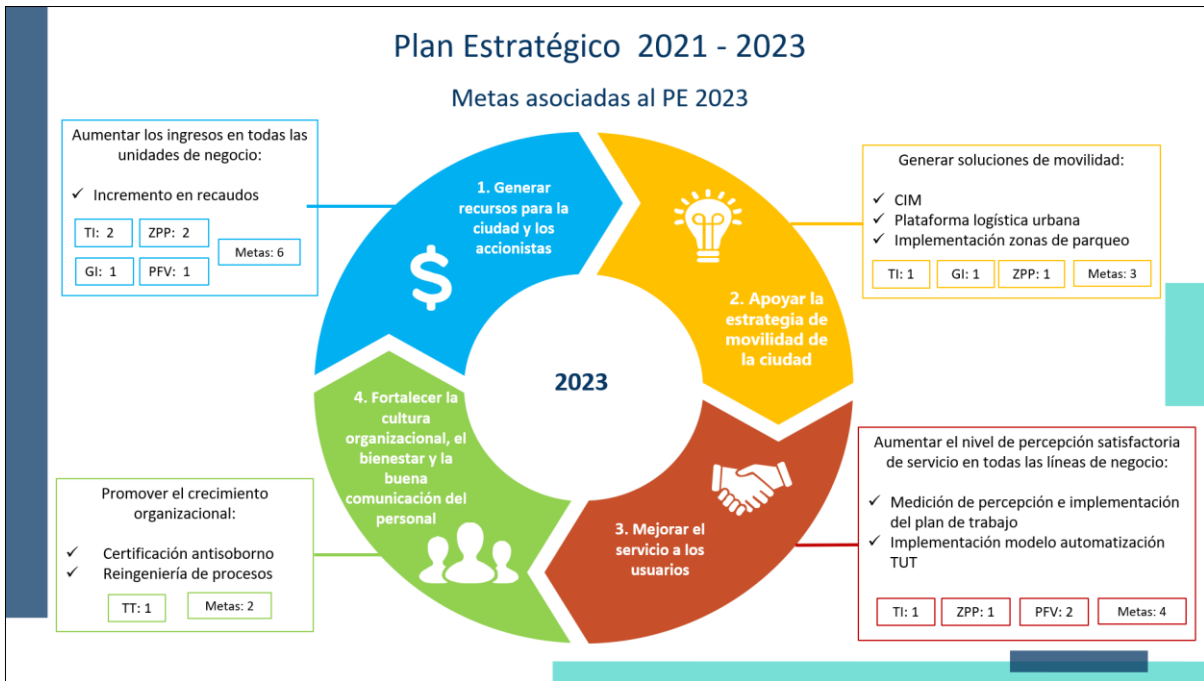 Plan Estratégico 2021 - 2023
Metas asociadas al PE 2023
Aumentar los ingresos en todas las
unidades de negocio:
✓ Incremento en recaudos
TI: 2
ZPP: 2
GI: 1
PFV: 1
Metas: 6
1. Generar
recursos para la
ciudad y los
accionistas
$
Generar soluciones de movilidad:
✓ CIM
✓ Plataforma logística urbana
✓ Implementación zonas de parqueo
TI: 1
GI: 1
ZPP: 1
Metas: 3
2. Apoyar la
estrategia de
movilidad de
la ciudad
2023
Aumentar el nivel de percepción satisfactoria
de servicio en todas las líneas de negocio:
✓ Medición de percepción e implementación
del plan de trabajo
✓ Implementación modelo automatización
TUT
TI: 1
ZPP: 1
PFV: 2
Metas: 4
3. Mejorar el
servicio a los
usuarios
4. Fortalecer la
cultura
organizacional, el
bienestar y la
buena
comunicación del
personal
Promover el crecimiento
organizacional:
✓ Certificación antisoborno
✓ Reingeniería de procesos
TT: 1
Metas: 2